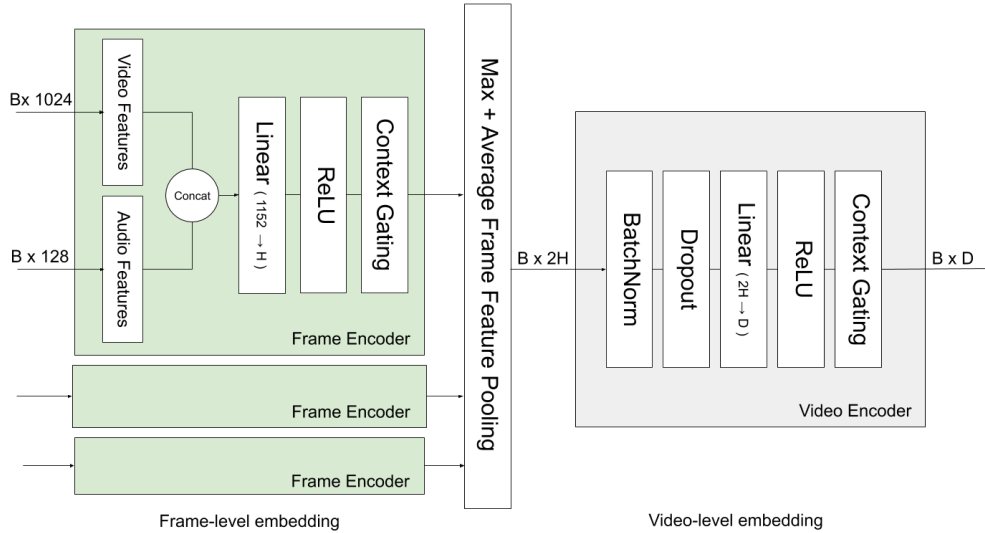 Bx 1024
Video Features
B x 128
Audio Features
Concat
Linear ( 1152 → H )
ReLU
Context Gating
Frame Encoder
Frame Encoder
Frame Encoder
Frame-level embedding
Max + Average Frame Feature Pooling
B x 2H
BatchNorm
Dropout
Linear ( 2H → D )
ReLU
Context Gating
Video Encoder
B x D
Video-level embedding